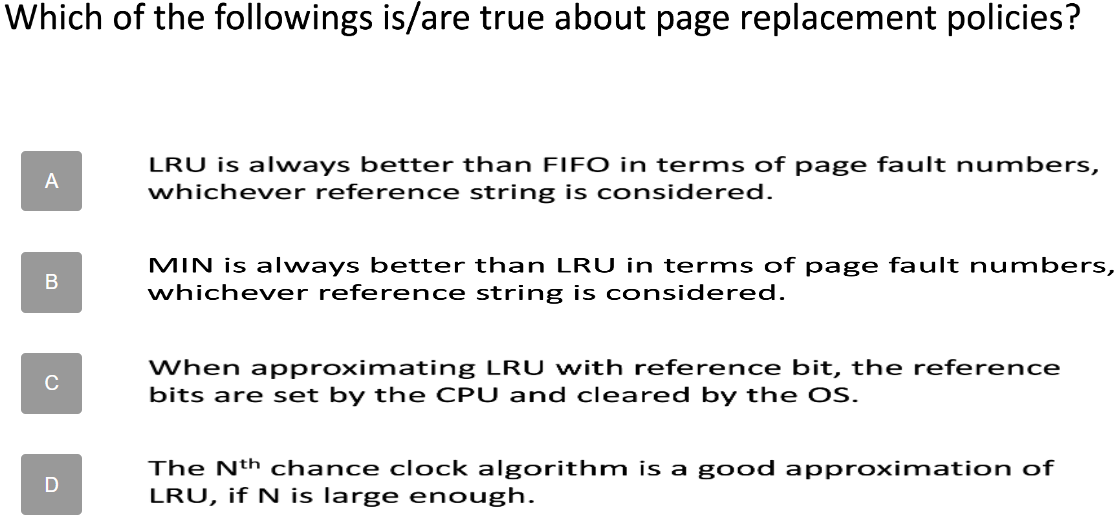 Which of the followings is/are true about page replacement policies?
A
LRU is always better than FIFO in terms of page fault numbers,
whichever reference string is considered.
B
MIN is always better than LRU in terms of page fault numbers,
whichever reference string is considered.
C
When approximating LRU with reference bit, the reference
bits are set by the CPU and cleared by the OS.
D
The Nth chance clock algorithm is a good approximation of
LRU, if N is large enough.